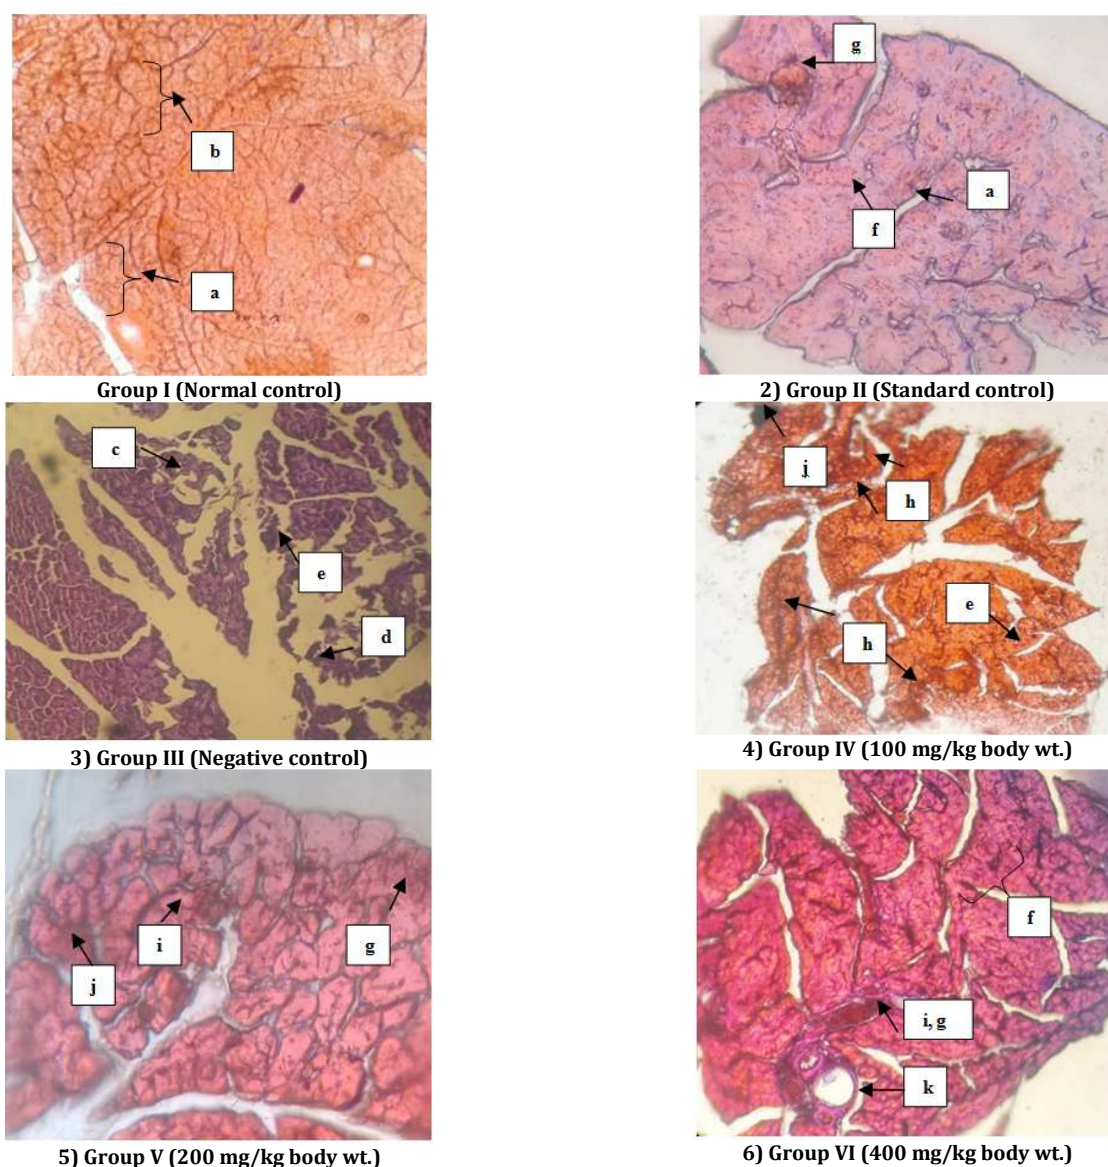 b
a
Group I (Normal control)
g
a
f
2) Group II (Standard control)
c
e
d
3) Group III (Negative control)
j
h
e
h
4) Group IV (100 mg/kg body wt.)
i
g
j
5) Group V (200 mg/kg body wt.)
f
i, g
k
6) Group VI (400 mg/kg body wt.)